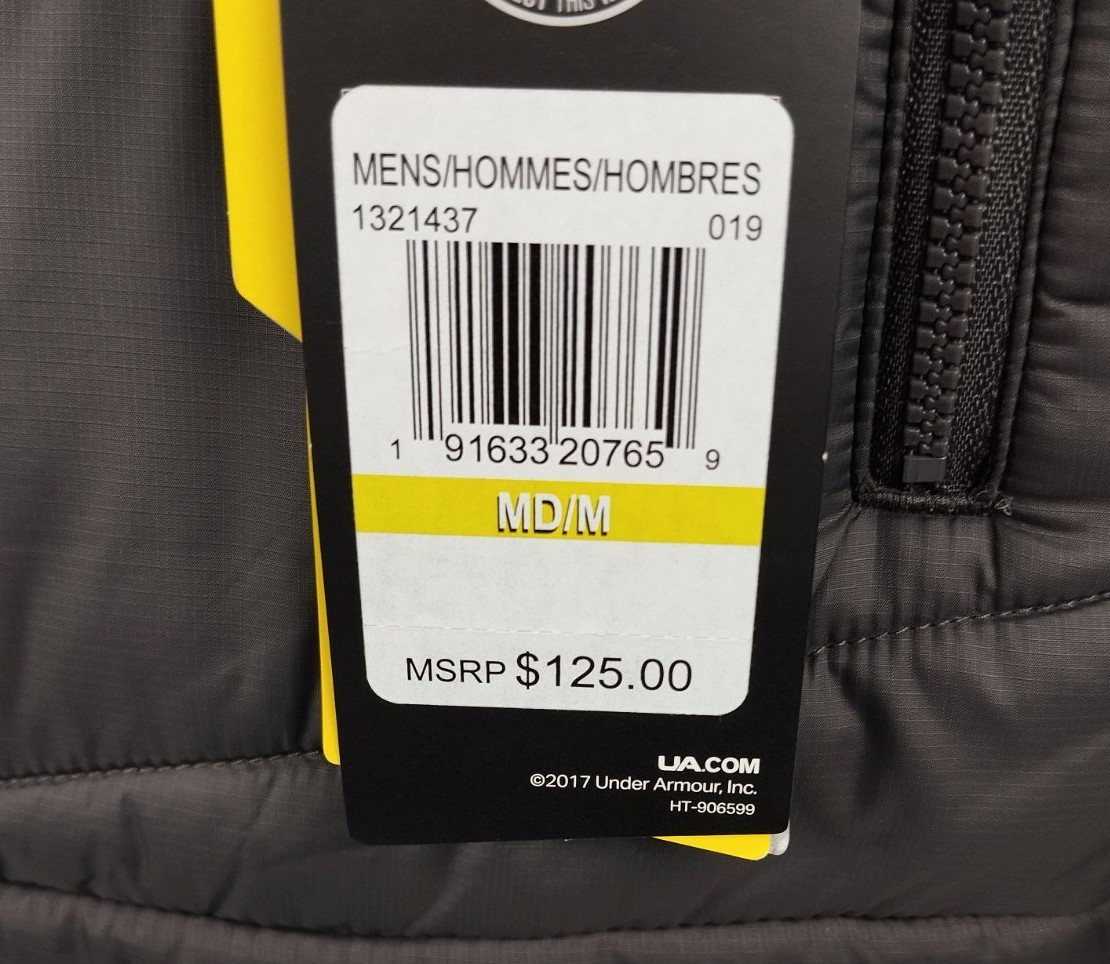 THIS
MENS/HOMMES/HOMBRES
1321437 019
1 91633 20765 9
MD/M
MSRP $125.00
UA.COM
©2017 Under Armour, Inc.
HT-906599